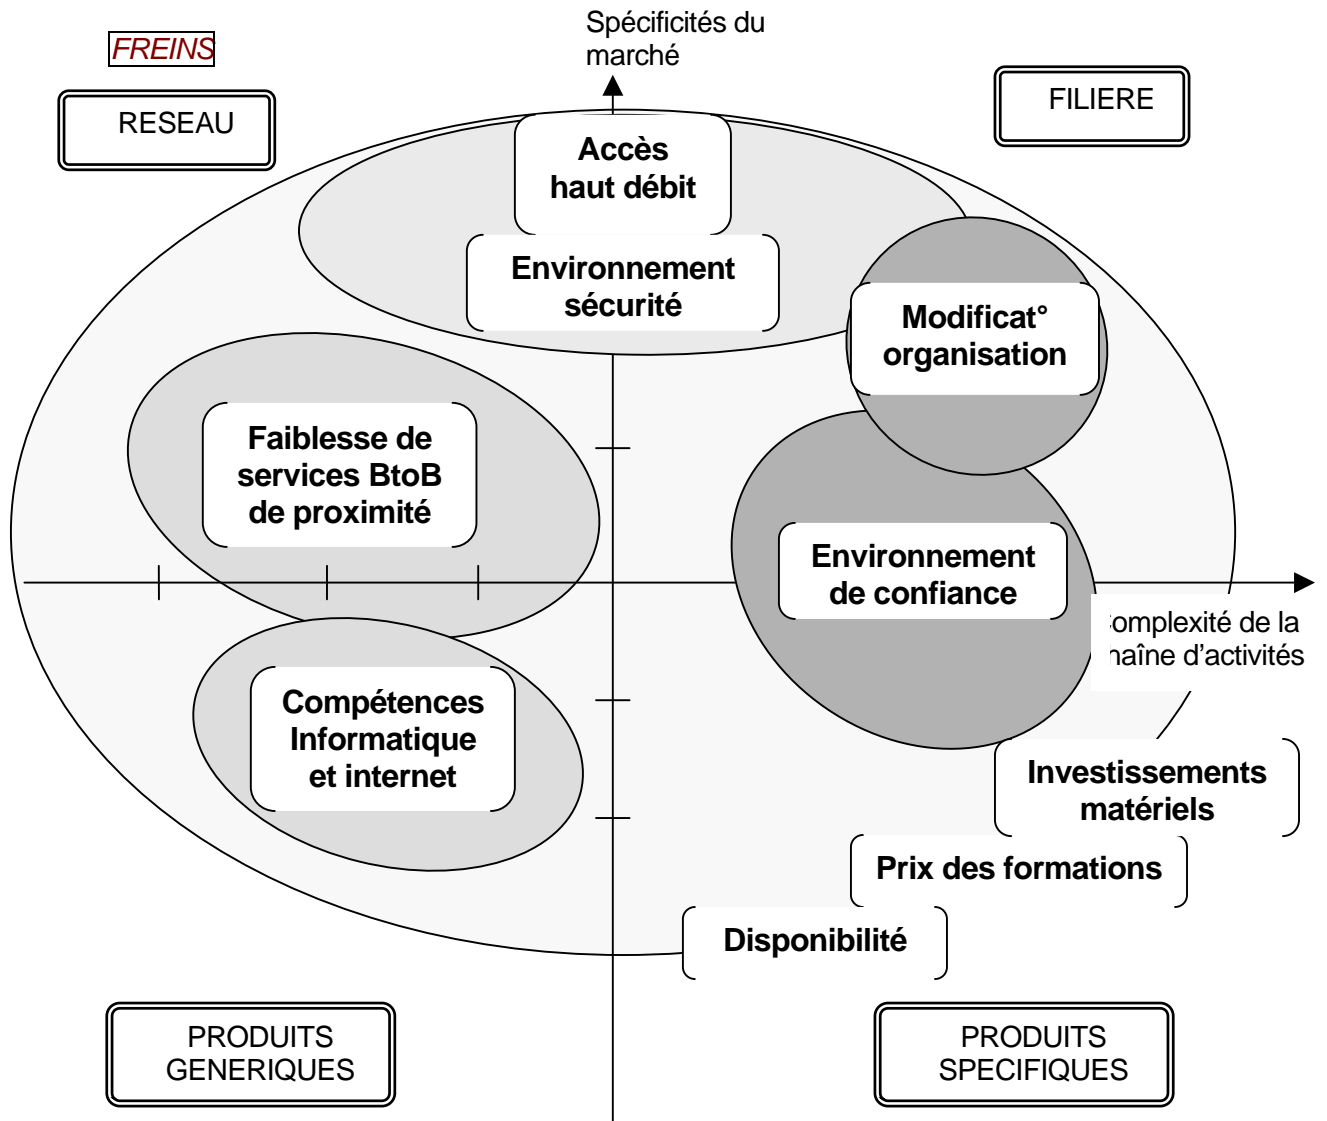 Spécificités du
marché
FREINS
RESEAU
FILIERE
Accès
haut débit
Environnement
sécurité
Modificat°
organisation
Faiblesse de
services BtoB
de proximité
Environnement
de confiance
omplexité de la
haîne d'activités
Compétences
Informatique
et internet
Investissements
matériels
Prix des formations
Disponibilité
PRODUITS
GENERIQUES
PRODUITS
SPECIFIQUES